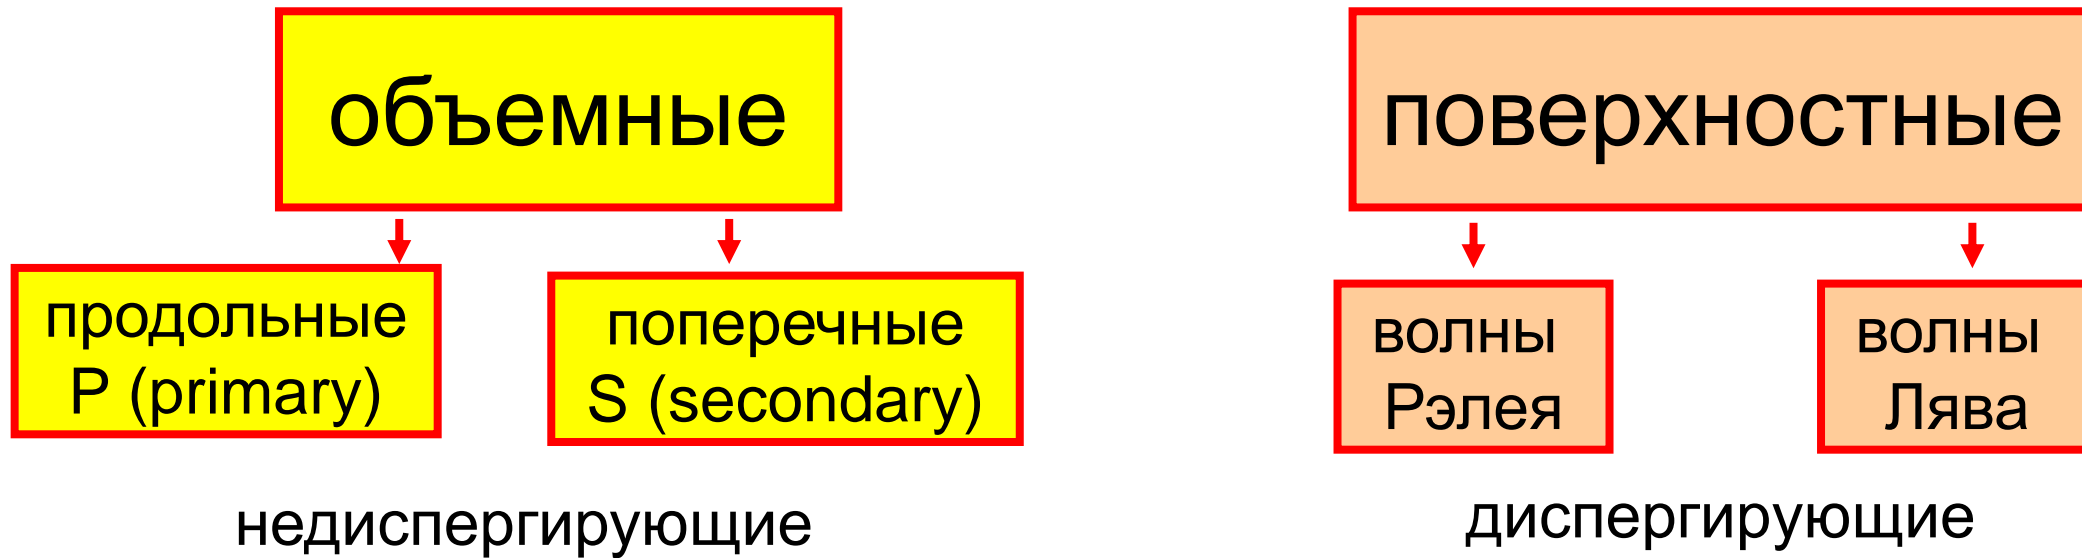 объемные
продольные
P (primary)
поперечные
S (secondary)
недиспергирующие
поверхностные
волны
Рэлея
волны
Лява
диспергирующие